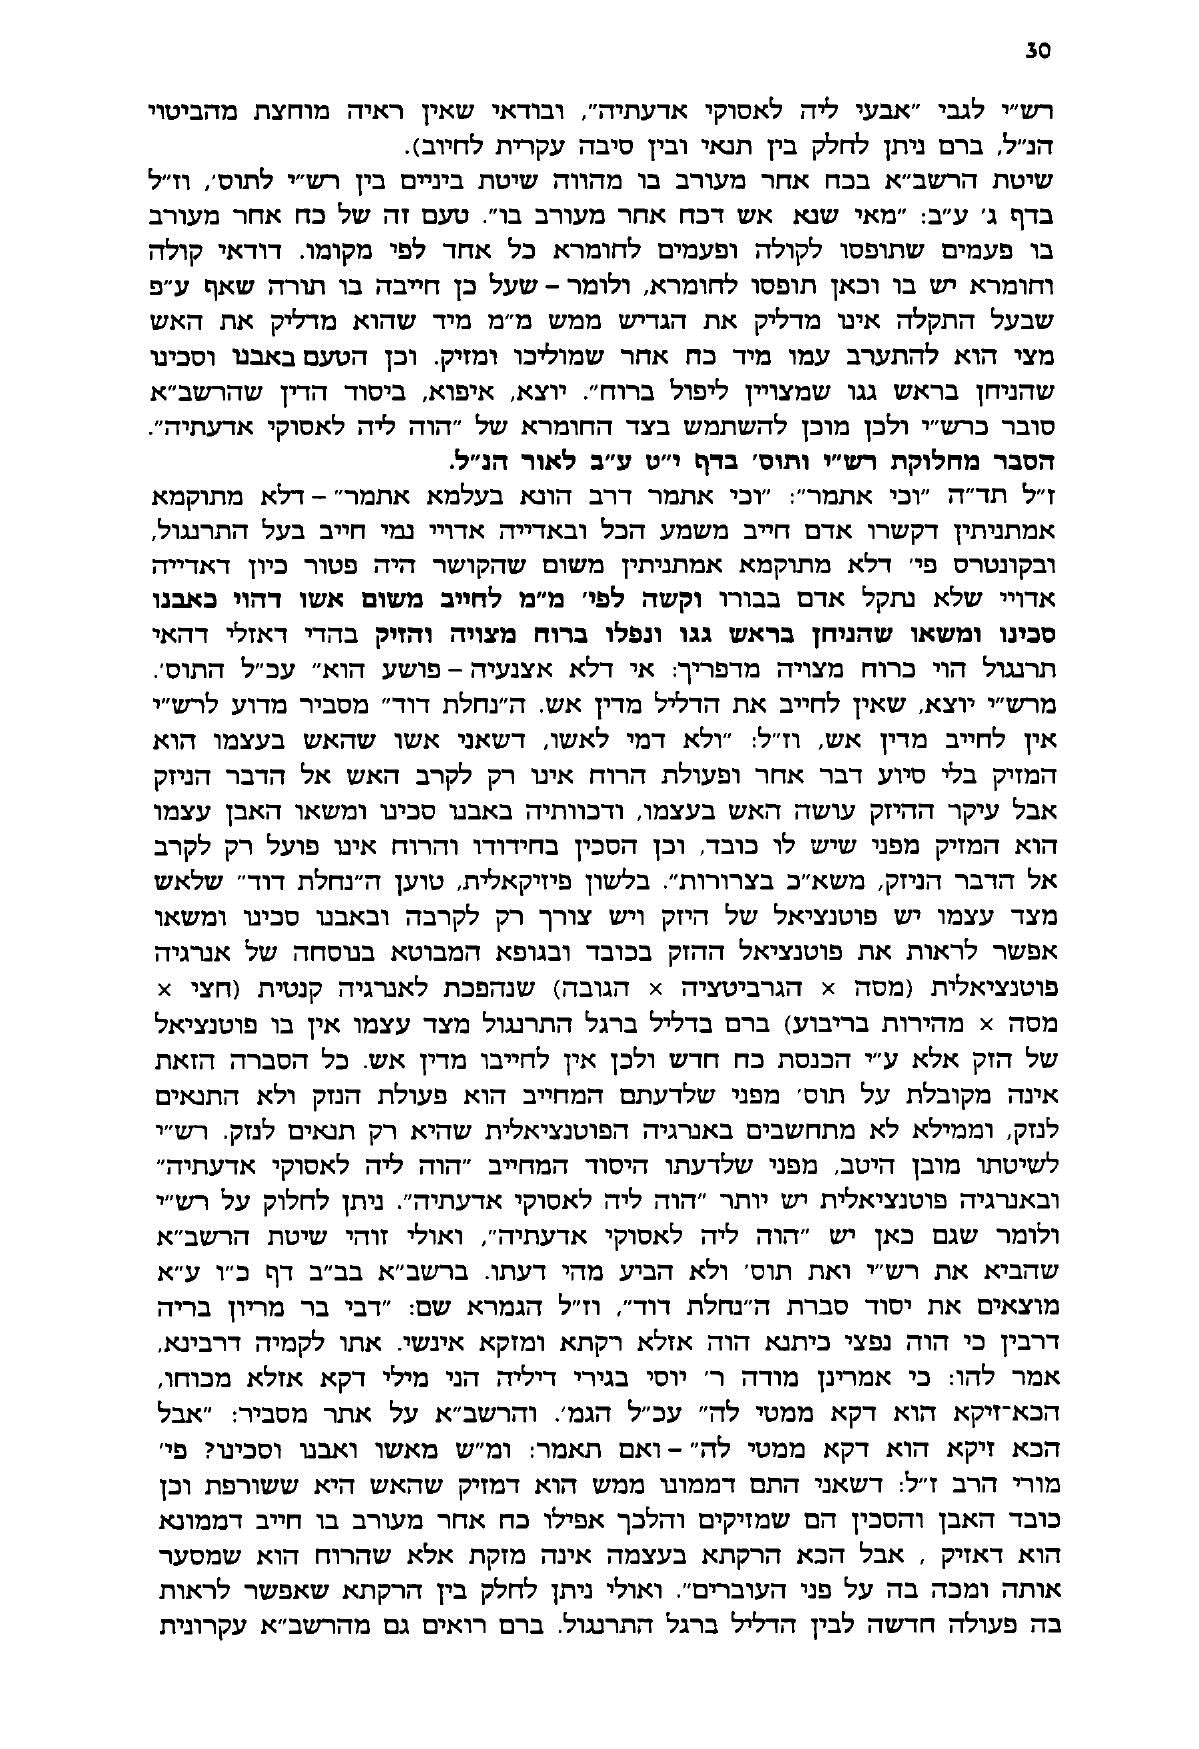 30
רש״י לגבי ״אבעי ליה לאסוקי אדעתיה״, ובודאי שאין ראיה מוחצת מהביטוי
הנ״ל, ברם ניתן לחלק בין תנאי ובין סיבה עקרית לחיוב).
שיטת הרשב״א בכח אחר מעורב בו מהווה שיטת ביניים בין רש״י לתוס׳, וז״ל
בדף ג׳ ע״ב: ״מאי שנא אש דכח אחר מעורב בו״. טעם זה של כח אחר מעורב
בו פעמים שתופסו לקולה ופעמים לחומרא כל אחד לפי מקומו. דודאי קולה
וחומרא יש בו וכאן תופסו לחומרא, ולומר – שעל כן חייבה בו תורה שאף ע״פ
שבעל התקלה אינו מדליק את הגדיש ממש מ״מ מיד שהוא מדליק את האש
מצי הוא להתערב עמו מיד כח אחר שמוליכו ומזיק. וכן הטעם באבנו וסכינו
שהניחן בראש גגו שמצויין ליפול ברוח״. יוצא, איפוא, ביסוד הדין שהרשב״א
סובר כרש״י ולכן מוכן להשתמש בצד החומרא של ״הוה ליה לאסוקי אדעתיה״.
הסבר מחלוקת רש״י ותוס׳ בדף י״ט ע״ב לאור הנ״ל.
ז״ל תד״ה ״וכי אתמר״: ״וכי אתמר דרב הונא בעלמא אתמר״ – דלא מתוקמא
אמתניתין דקשרו אדם חייב משמע הכל ובאדייה אדויי נמי חייב בעל התרנגול,
ובקונטרס פי׳ דלא מתוקמא אמתניתין משום שהקושר היה פטור כיון דאדייה
אדויי שלא נתקל אדם בבורו וקשה לפי׳ מ״מ לחייב משום אשו דהוי כאבנו
סכינו ומשאו שהניחן בראש גגו ונפלו ברוח מצויה והזיק בהדי דאזלי דהאי
תרנגול הוי כרוח מצויה מדפריך: אי דלא אצנעיה – פושע הוא״ עכ״ל התוס׳.
מרש״י יוצא, שאין לחייב את הדליל מדין אש. ה״נחלת דוד״ מסביר מדוע לרש״י
אין לחייב מדין אש, וז״ל: ״ולא דמי לאשו, דשאני אשו שהאש בעצמו הוא
המזיק בלי סיוע דבר אחר ופעולת הרוח אינו רק לקרב האש אל הדבר הניזק
אבל עיקר ההיזק עושה האש בעצמו, ודכוותיה באבנו סכינו ומשאו האבן עצמו
הוא המזיק מפני שיש לו כובד, וכן הסכין בחידודו והרוח אינו פועל רק לקרב
אל הדבר הניזק, משא״כ בצרורות״. בלשון פיזיקאלית, טוען ה״נחלת דוד״ שלאש
מצד עצמו יש פוטנציאל של היזק ויש צורך רק לקרבה ובאבנו סכינו ומשאו
אפשר לראות את פוטנציאל ההזק בכובד ובגופא המבוטא בנוסחה של אנרגיה
פוטנציאלית (מסה × הגרביטציה × הגובה) שנהפכת לאנרגיה קנטית (חצי ×
מסה × מהירות בריבוע) ברם בדליל ברגל התרנגול מצד עצמו אין בו פוטנציאל
של הזק אלא ע״י הכנסת כח חדש ולכן אין לחייבו מדין אש. כל הסברה הזאת
אינה מקובלת על תוס׳ מפני שלדעתם המחייב הוא פעולת הנזק ולא התנאים
לנזק, וממילא לא מתחשבים באנרגיה הפוטנציאלית שהיא רק תנאים לנזק. רש״י
לשיטתו מובן היטב, מפני שלדעתו היסוד המחייב ״הוה ליה לאסוקי אדעתיה״
ובאנרגיה פוטנציאלית יש יותר ״הוה ליה לאסוקי אדעתיה״. ניתן לחלוק על רש״י
ולומר שגם כאן יש ״הוה ליה לאסוקי אדעתיה״, ואולי זוהי שיטת הרשב״א
שהביא את רש״י ואת תוס׳ ולא הביע מהי דעתו. ברשב״א בב״ב דף כ״ו ע״א
מוצאים את יסוד סברת ה״נחלת דוד״, וז״ל הגמרא שם: ״דבי בר מריון בריה
דרבין כי הוה נפצי כיתנא הוה אזלא רקתא ומזקא אינשי. אתו לקמיה דרבינא,
אמר להו: כי אמרינן מודה ר׳ יוסי בגירי דיליה הני מילי דקא אזלא מכוחו,
הכא־זיקא הוא דקא ממטי לה״ עכ״ל הגמ׳. והרשב״א על אתר מסביר: ״אבל
הכא זיקא הוא דקא ממטי לה״ – ואם תאמר: ומ״ש מאשו ואבנו וסכינו? פי׳
מורי הרב ז״ל: דשאני התם דממונו ממש הוא דמזיק שהאש היא ששורפת וכן
כובד האבן והסכין הם שמזיקים והלכך אפילו כח אחר מעורב בו חייב דממונא
הוא דאזיק , אבל הכא הרקתא בעצמה אינה מזקת אלא שהרוח הוא שמסער
אותה ומכה בה על פני העוברים״. ואולי ניתן לחלק בין הרקתא שאפשר לראות
בה פעולה חדשה לבין הדליל ברגל התרנגול. ברם רואים גם מהרשב״א עקרונית